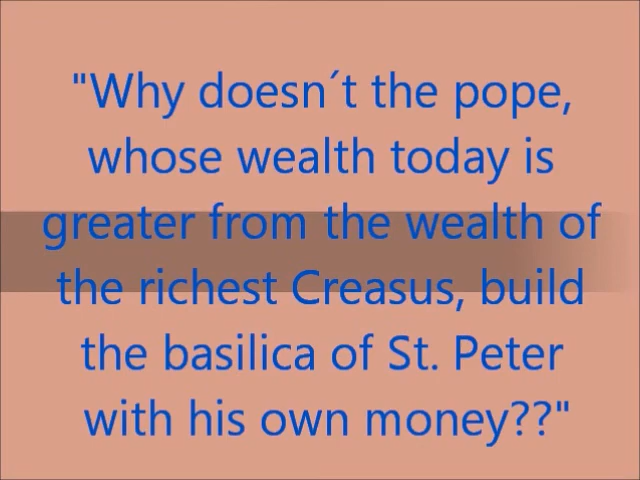 "Why doesn´t the pope,
whose wealth today is
greater from the wealth of
the richest Creasus, build
the basilica of St. Peter
with his own money??"